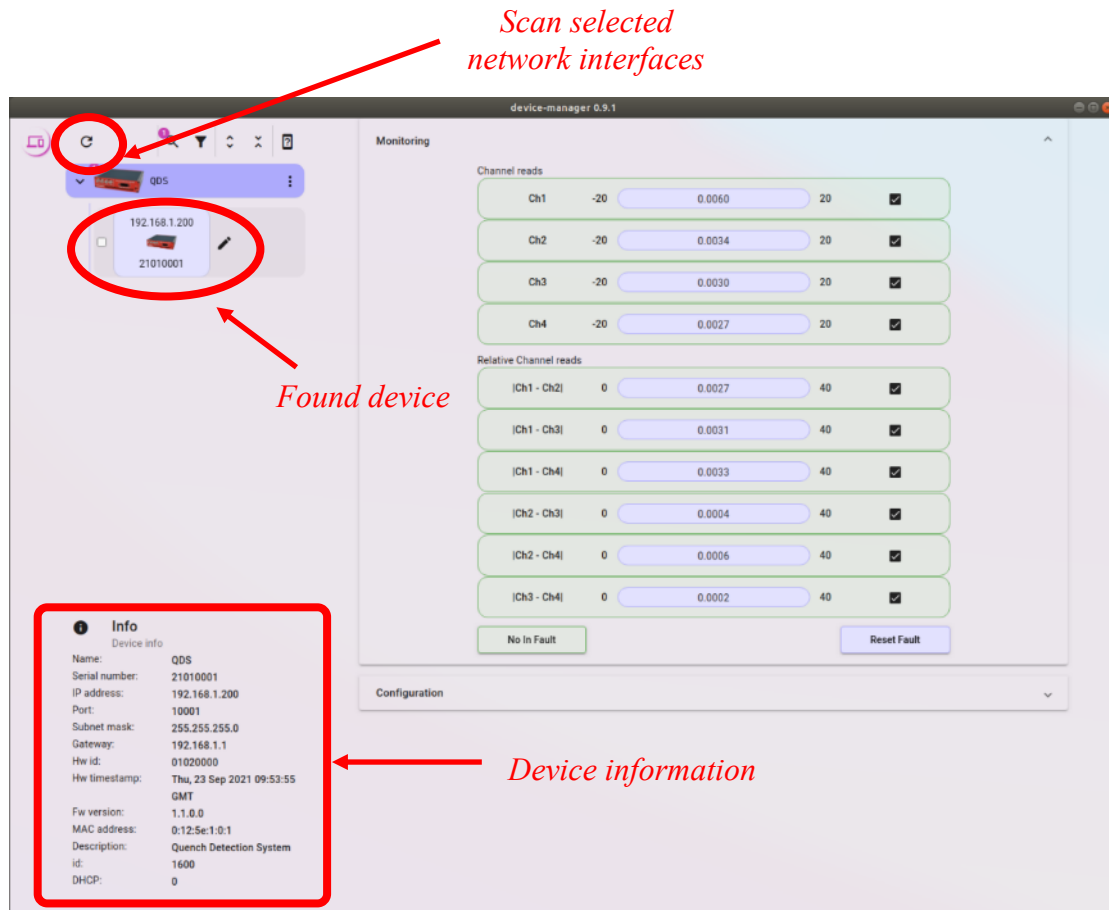 Scan selected
network interfaces
device-manager 0.9.1
1
QDS
192.168.1.200
21010001
Found device
Monitoring
Channel reads
Ch1 -20 0.0060 20
Ch2 -20 0.0034 20
Ch3 -20 0.0030 20
Ch4 -20 0.0027 20
Relative Channel reads
|Ch1 - Ch2| 0 0.0027 40
|Ch1 - Ch3| 0 0.0031 40
|Ch1 - Ch4| 0 0.0033 40
|Ch2 - Ch3| 0 0.0004 40
|Ch2 - Ch4| 0 0.0006 40
|Ch3 - Ch4| 0 0.0002 40
No In Fault Reset Fault
Configuration
Info
Device info
Name: QDS
Serial number: 21010001
IP address: 192.168.1.200
Port: 10001
Subnet mask: 255.255.255.0
Gateway: 192.168.1.1
Hw id: 01020000
Hw timestamp: Thu, 23 Sep 2021 09:53:55
GMT
Fw version: 1.1.0.0
MAC address: 0:12:5e:1:0:1
Description: Quench Detection System
id: 1600
DHCP: 0
Device information